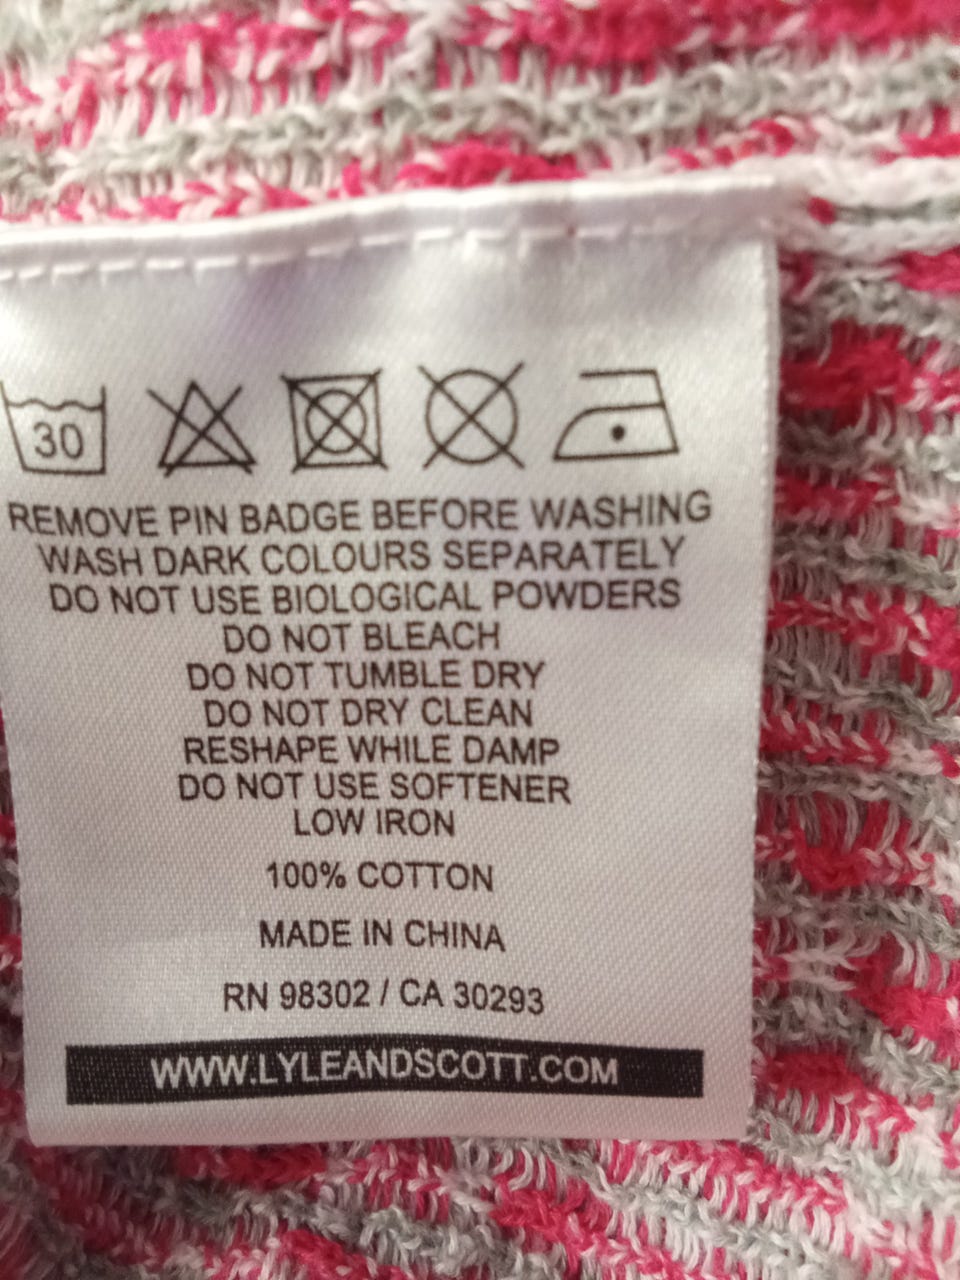 30
REMOVE PIN BADGE BEFORE WASHING
WASH DARK COLOURS SEPARATELY
DO NOT USE BIOLOGICAL POWDERS
DO NOT BLEACH
DO NOT TUMBLE DRY
DO NOT DRY CLEAN
RESHAPE WHILE DAMP
DO NOT USE SOFTENER
LOW IRON
100% COTTON
MADE IN CHINA
RN 98302 / CA 30293
WWW.LYLEANDSCOTT.COM